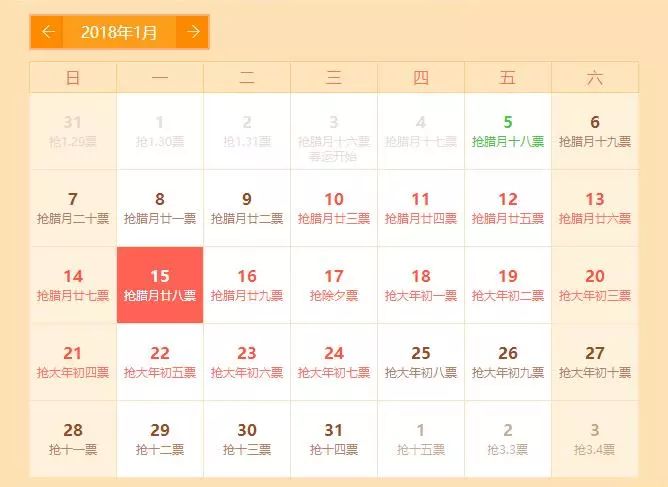 2018年1月
日 一 二 三 四 五 六
31 1 2 3 4 5 6
抢1.29票 抢1.30票 抢1.31票 抢腊月十六票 抢腊月十七票 抢腊月十八票 抢腊月十九票
春运开始
7 8 9 10 11 12 13
抢腊月二十票 抢腊月廿一票 抢腊月廿二票 抢腊月廿三票 抢腊月廿四票 抢腊月廿五票 抢腊月廿六票
14 15 16 17 18 19 20
抢腊月廿七票 抢腊月廿八票 抢腊月廿九票 抢除夕票 抢大年初一票 抢大年初二票 抢大年初三票
21 22 23 24 25 26 27
抢大年初四票 抢大年初五票 抢大年初六票 抢大年初七票 抢大年初八票 抢大年初九票 抢大年初十票
28 29 30 31 1 2 3
抢十一票 抢十二票 抢十三票 抢十四票 抢十五票 抢3.3票 抢3.4票